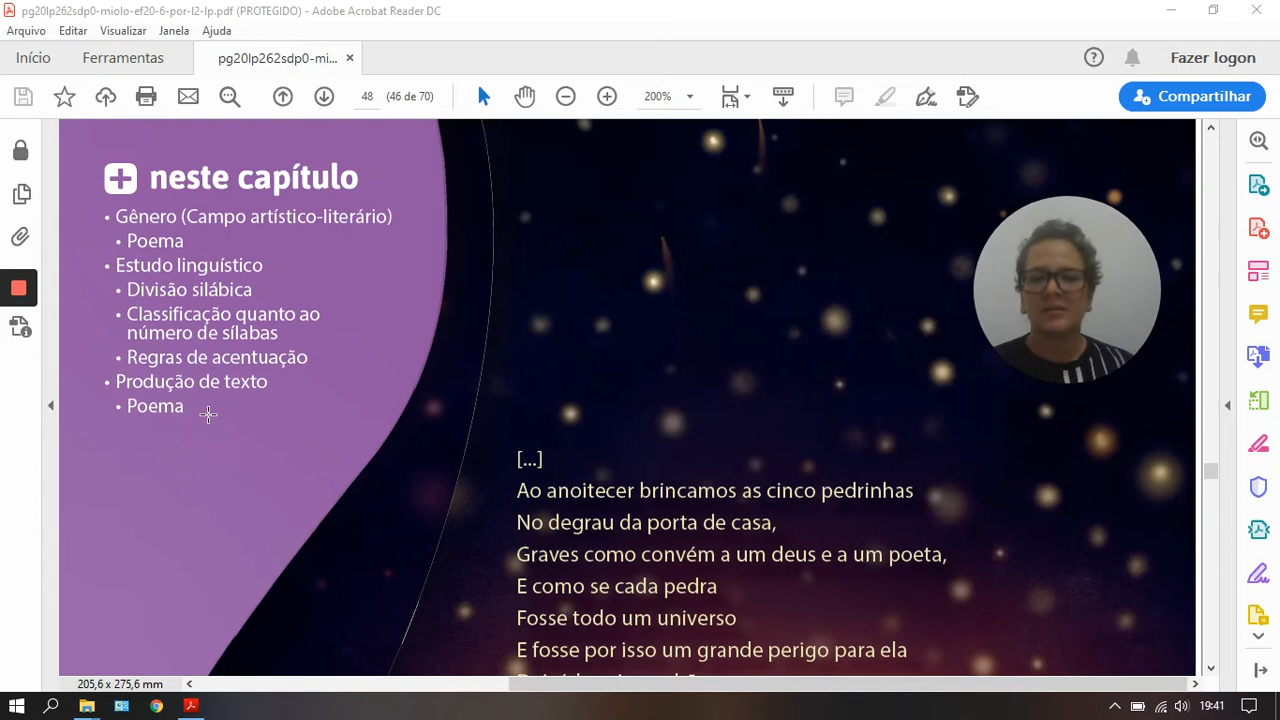 pg20lp262sdp0-miolo-ef20-6-por-l2-lp.pdf (PROTEGIDO) - Adobe Acrobat Reader DC
Arquivo Editar Visualizar Janela Ajuda
Início Ferramentas pg20lp262sdp0-mi... Fazer logon
48 (46 de 70) 200% Compartilhar
neste capítulo
• Gênero (Campo artístico-literário)
• Poema
• Estudo linguístico
• Divisão silábica
• Classificação quanto ao
número de sílabas
• Regras de acentuação
• Produção de texto
• Poema
[...]
Ao anoitecer brincamos as cinco pedrinhas
No degrau da porta de casa,
Graves como convém a um deus e a um poeta,
E como se cada pedra
Fosse todo um universo
E fosse por isso um grande perigo para ela
205,6 x 275,6 mm
19:41